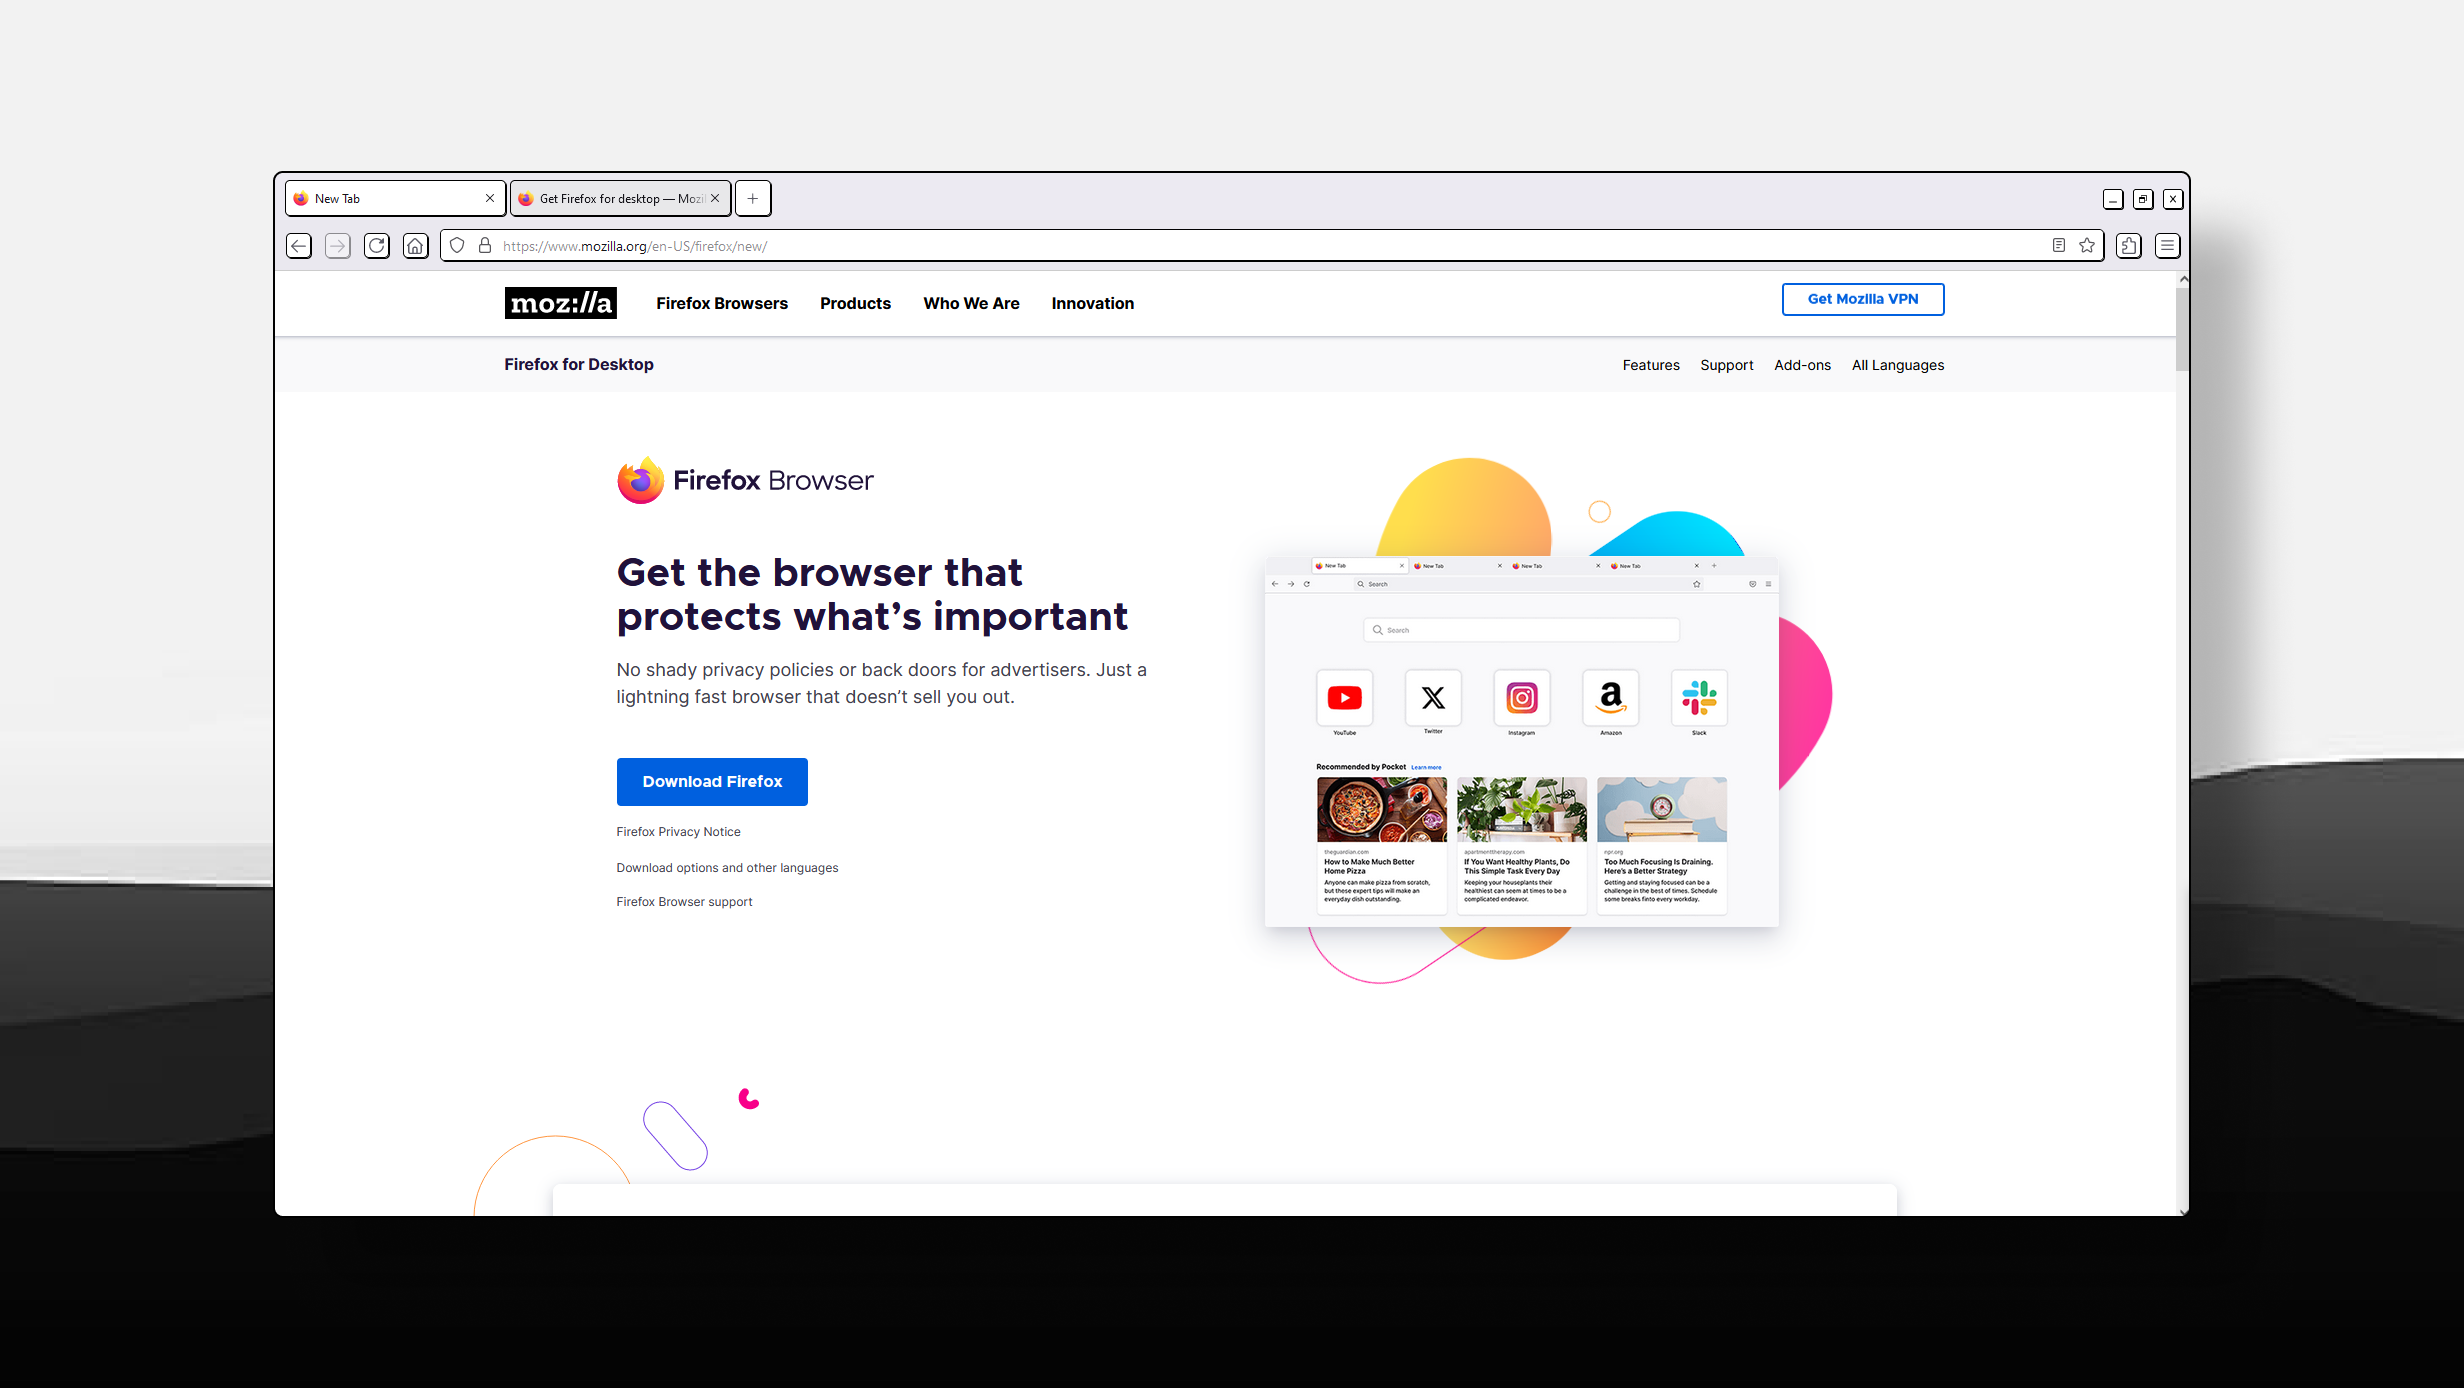 New Tab
Get Firefox for desktop — Mozil
https://www.mozilla.org/en-US/firefox/new/
moz://a
Firefox Browsers
Products
Who We Are
Innovation
Get Mozilla VPN
Firefox for Desktop
Features
Support
Add-ons
All Languages
Firefox Browser
Get the browser that
protects what’s important
No shady privacy policies or back doors for advertisers. Just a
lightning fast browser that doesn’t sell you out.
Download Firefox
Firefox Privacy Notice
Download options and other languages
Firefox Browser support
New Tab
New Tab
New Tab
New Tab
Search
Search
YouTube
Twitter
Instagram
Amazon
Slack
Recommended by Pocket Learn more
theguardian.com
How to Make Much Better
Home Pizza
Anyone can make pizza from scratch,
but these expert tips will make an
everyday dish outstanding.
apartmenttherapy.com
If You Want Healthy Plants, Do
This Simple Task Every Day
Keeping your houseplants their
healthiest can seem at times to be a
complicated endeavor.
npr.org
Too Much Focusing Is Draining.
Here’s a Better Strategy
Getting and staying focused can be a
challenge in the best of times. Schedule
some breaks finto every workday.